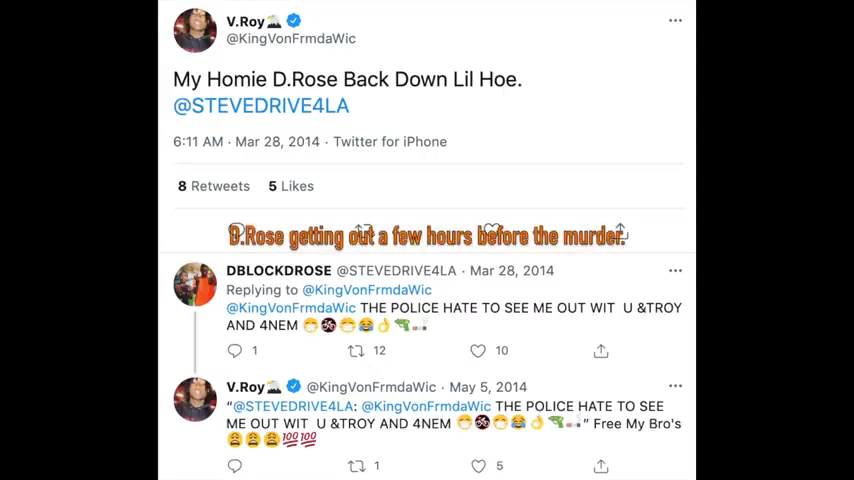 V.Roy
@KingVonFrmdaWic
My Homie D.Rose Back Down Lil Hoe.
@STEVEDRIVE4LA
6:11 AM · Mar 28, 2014 · Twitter for iPhone
8 Retweets 5 Likes
D.Rose getting out a few hours before the murder.
DBLOCKDROSE @STEVEDRIVE4LA · Mar 28, 2014
Replying to @KingVonFrmdaWic
@KingVonFrmdaWic THE POLICE HATE TO SEE ME OUT WIT U &TROY
AND 4NEM 😷🚳😷😂👌🔫🚬
1 12 10
V.Roy @KingVonFrmdaWic · May 5, 2014
“@STEVEDRIVE4LA: @KingVonFrmdaWic THE POLICE HATE TO SEE
ME OUT WIT U &TROY AND 4NEM 😷🚳😷😂👌🔫🚬” Free My Bro's
😩😩😩💯💯
1 5